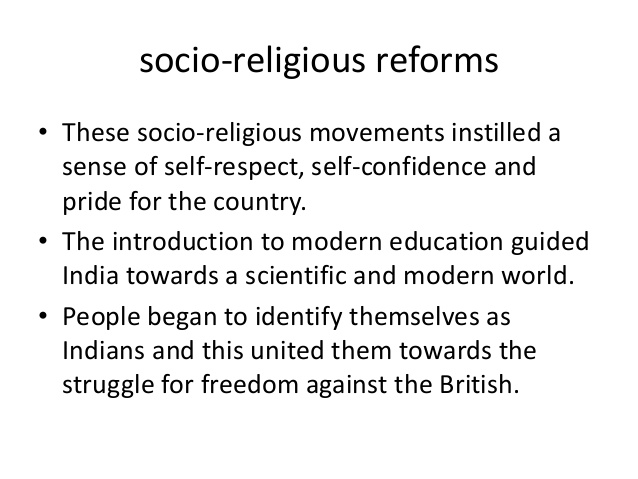 socio-religious reforms
• These socio-religious movements instilled a
sense of self-respect, self-confidence and
pride for the country.
• The introduction to modern education guided
India towards a scientific and modern world.
• People began to identify themselves as
Indians and this united them towards the
struggle for freedom against the British.